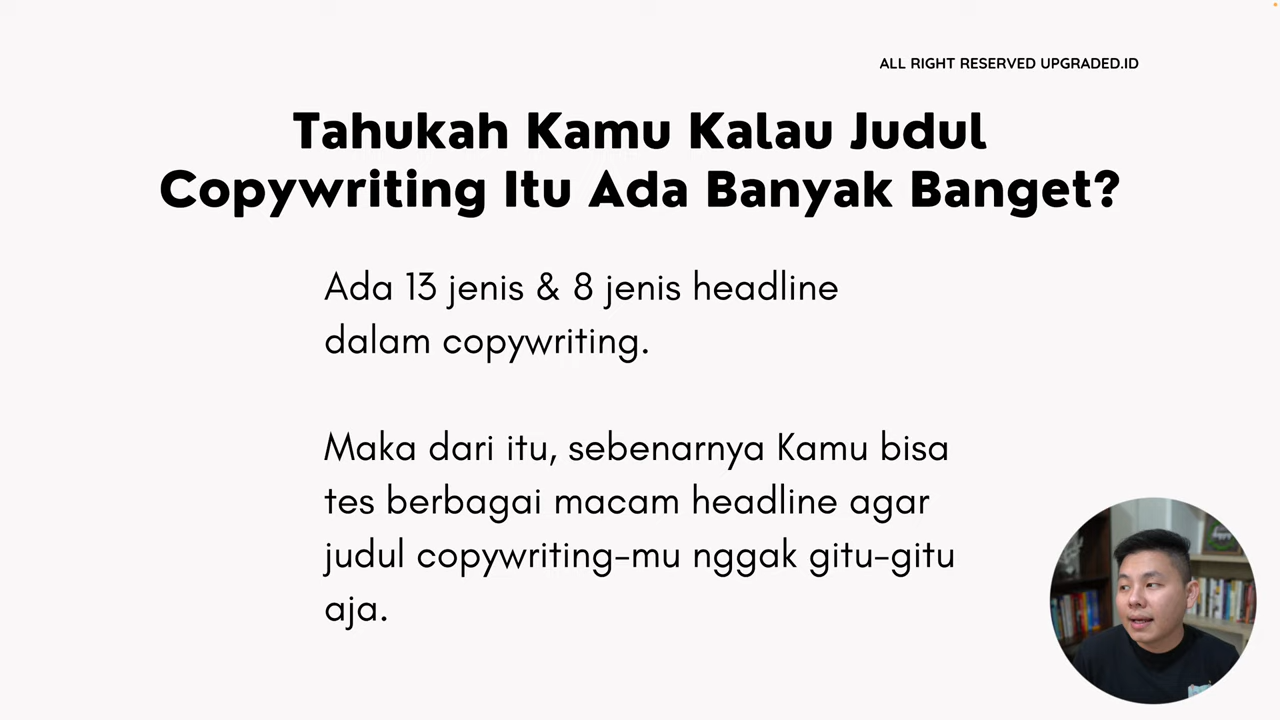 ALL RIGHT RESERVED UPGRADED.ID
Tahukah Kamu Kalau Judul
Copywriting Itu Ada Banyak Banget?
Ada 13 jenis & 8 jenis headline
dalam copywriting.
Maka dari itu, sebenarnya Kamu bisa
tes berbagai macam headline agar
judul copywriting-mu nggak gitu-gitu
aja.